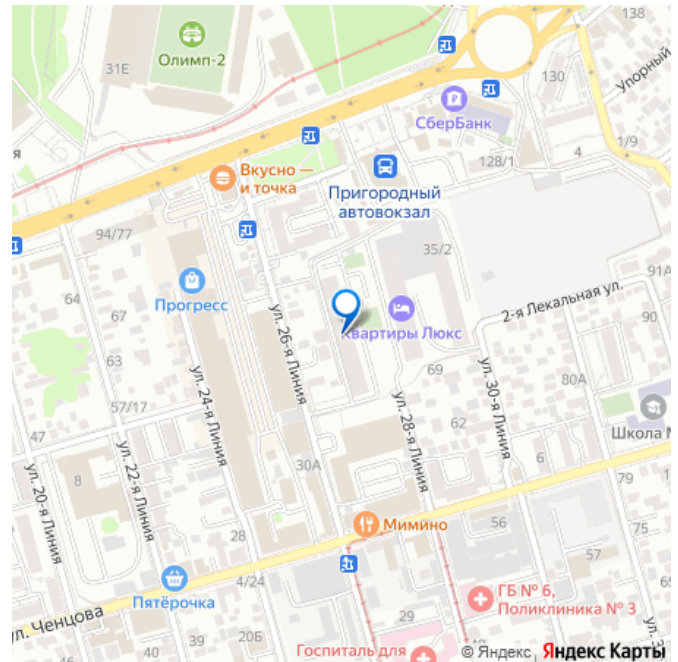 138
31Е
Олимп-2
Упорный
130
СберБанк
1/9
4
128/1
Вкусно —
и точка
Пригородный
автовокзал
94/77
35/2
91А
64
Прогресс
2-я Лекальная ул.
67
90
Квартиры Люкс
ул. 26-я Линия
63
69
80А
57/17
ул. 24-я Линия
ул. 28-я Линия
ул. 30-я Линия
62
47
Школа №
30А
6
ул. 20-я Линия
8
ул. 22-я Линия
79
Мимино
56
75
28
57
4/24
ГБ № 6,
Поликлиника № 3
Пятёрочка
29
73
ул. Ченцова
20Б
Госпиталь для
© Яндекс
Яндекс Карты